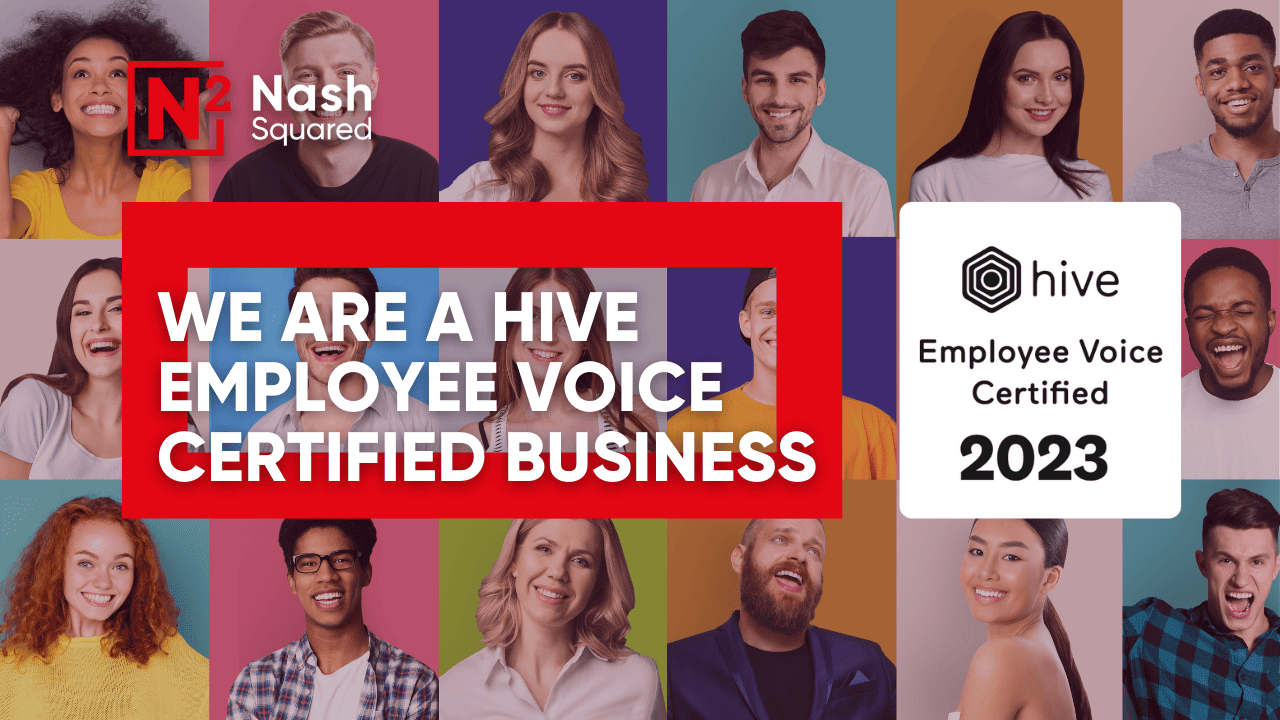 N2
Nash
Squared
WE ARE A HIVE
EMPLOYEE VOICE
CERTIFIED BUSINESS
hive
Employee Voice
Certified
2023